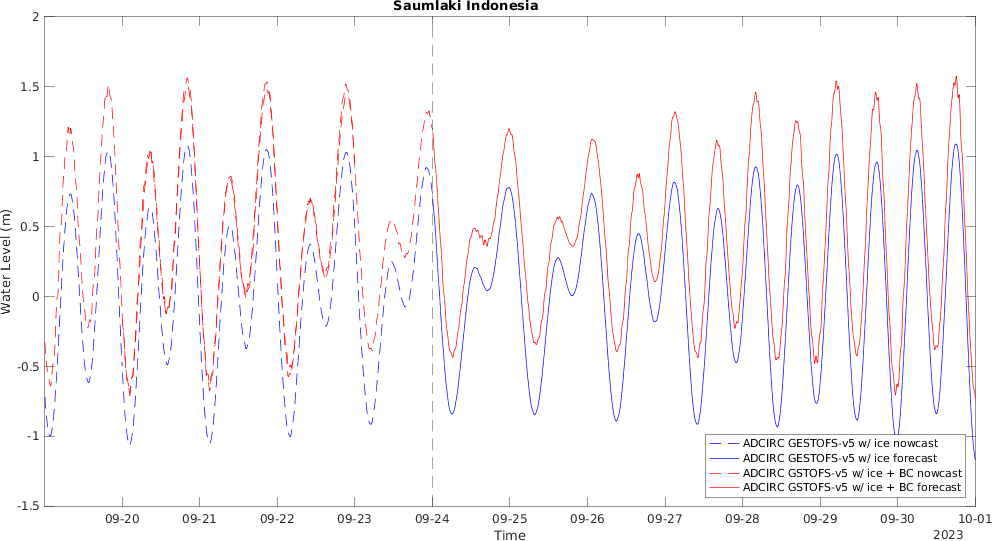 Saumlaki Indonesia
2
1.5
1
0.5
0
-0.5
-1
-1.5
Water Level (m)
ADCIRC GESTOFS-v5 w/ ice nowcast
ADCIRC GESTOFS-v5 w/ ice forecast
ADCIRC GSTOFS-v5 w/ ice + BC nowcast
ADCIRC GSTOFS-v5 w/ ice + BC forecast
09-20 09-21 09-22 09-23 09-24 09-25 09-26 09-27 09-28 09-29 09-30 10-01
Time
2023